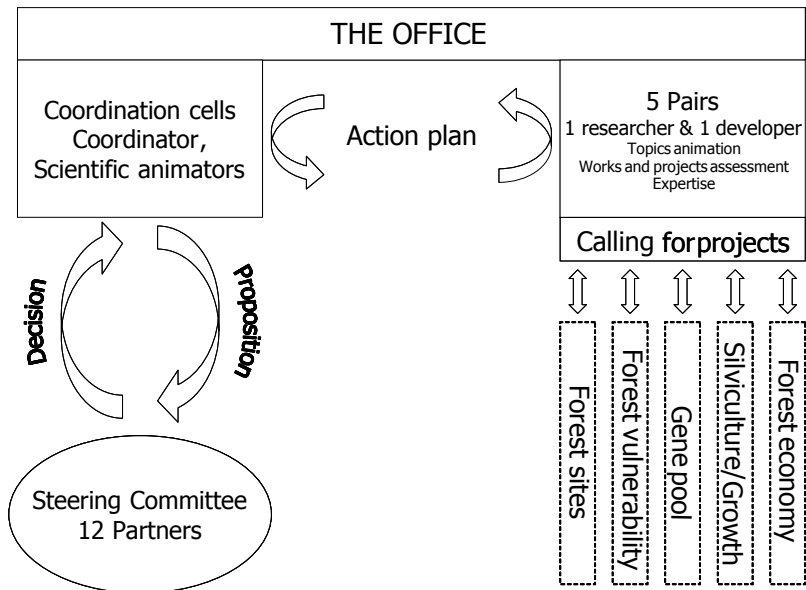 THE OFFICE
Coordination cells
Coordinator,
Scientific animators
Action plan
5 Pairs
1 researcher & 1 developer
Topics animation
Works and projects assessment
Expertise
Calling for projects
Decision
Proposition
Steering Committee
12 Partners
Forest sites
Forest vulnerability
Gene pool
Silviculture/Growth
Forest economy